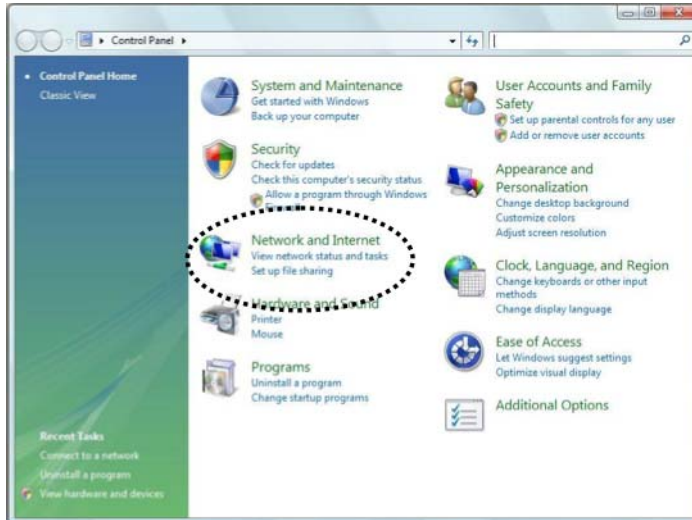 Control Panel
Control Panel Home
Classic View
System and Maintenance
Get started with Windows
Back up your computer
Security
Check for updates
Check this computer's security status
Allow a program through Windows
Network and Internet
View network status and tasks
Set up file sharing
Hardware and Sound
Printer
Mouse
Programs
Uninstall a program
Change startup programs
User Accounts and Family
Safety
Set up parental controls for any user
Add or remove user accounts
Appearance and
Personalization
Change desktop background
Customize colors
Adjust screen resolution
Clock, Language, and Region
Change keyboards or other input
methods
Change display language
Ease of Access
Let Windows suggest settings
Optimize visual display
Additional Options
Recent Tasks
Connect to a network
Uninstall a program
View hardware and devices